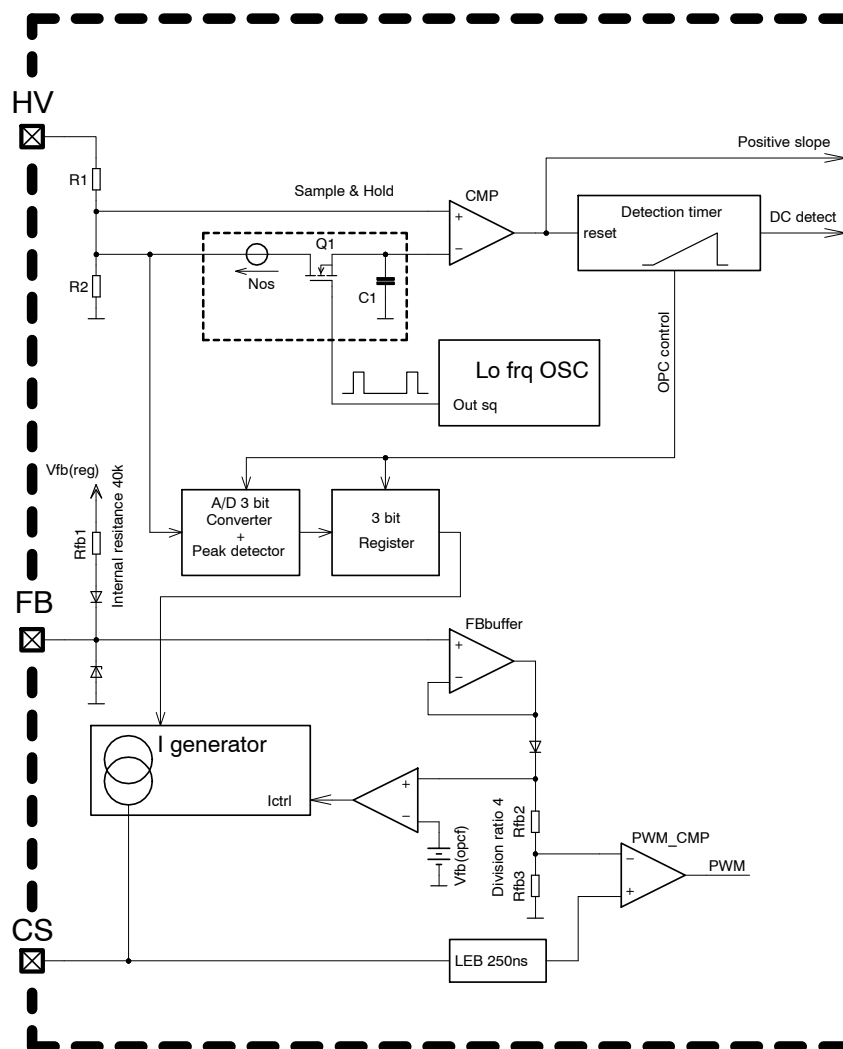 HV
Positive slope
R1
Sample & Hold
CMP
Detection timer
DC detect
+
reset
Q1
−
R2
Nos
C1
OPC control
Lo frq OSC
Out sq
Vfb(reg)
Internal resitance 40k
Rfb1
A/D 3 bit
Converter
+
Peak detector
3 bit
Register
FB
FBbuffer
+
−
I generator
Ictrl
+
−
Vfb(opcf)
Division ratio 4
Rfb2
Rfb3
PWM_CMP
−
+
PWM
CS
LEB 250ns